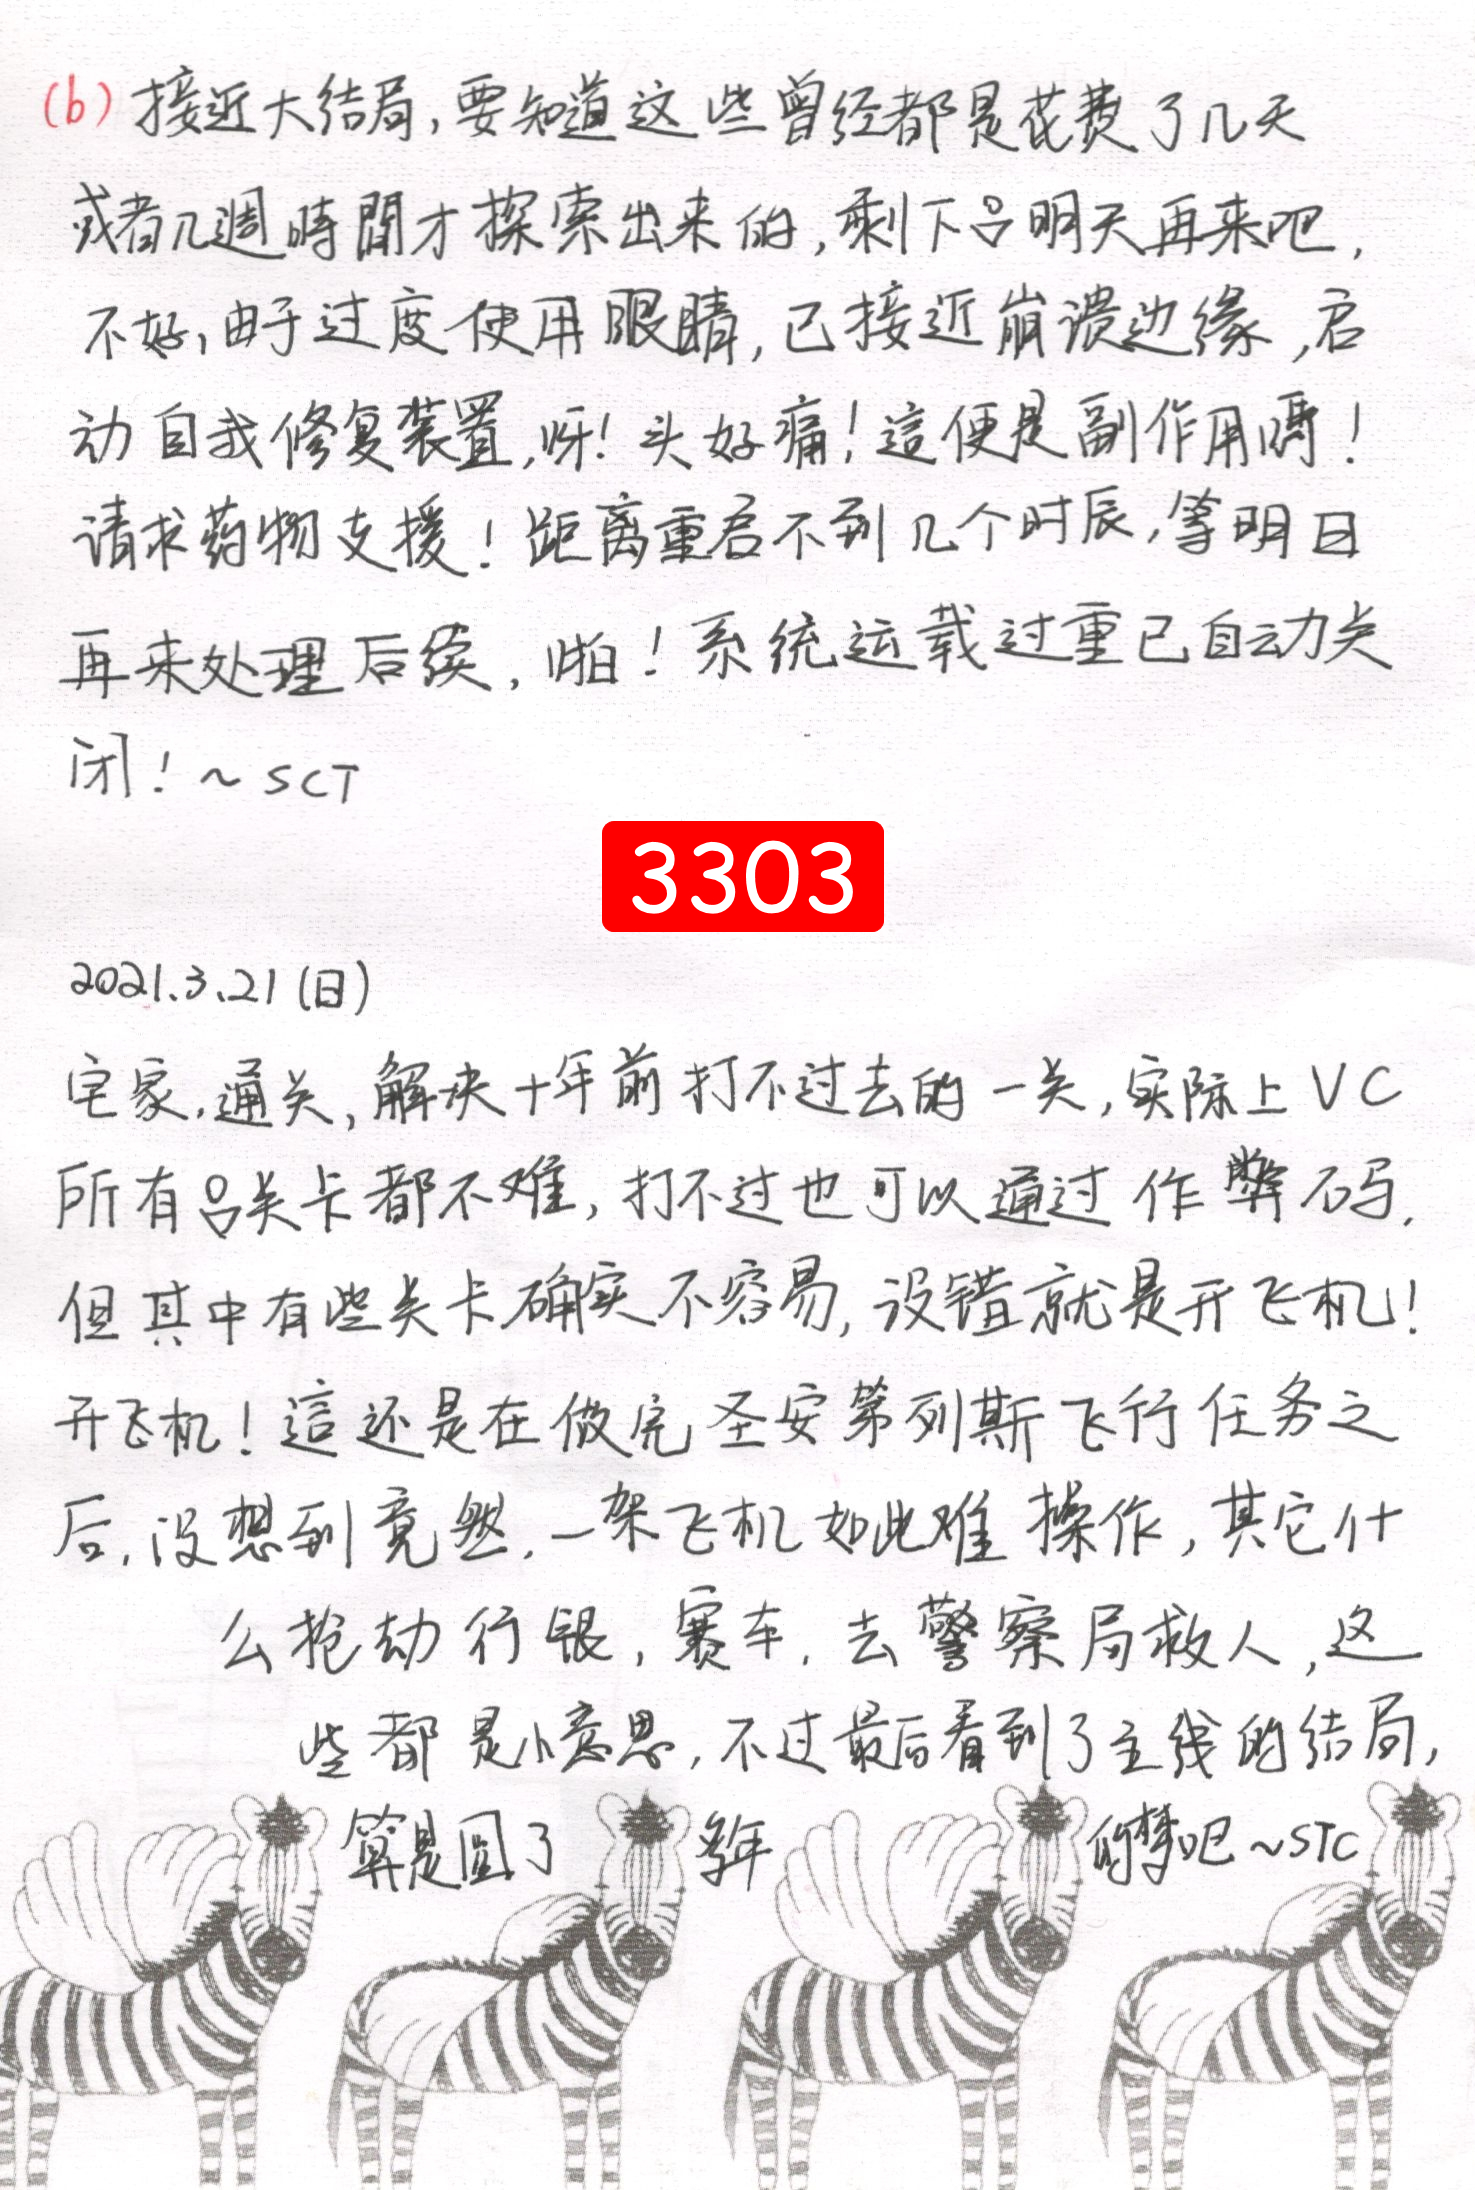 (b)接近大结局,要知道这些曾经都是花费了几天
或者几週時間才探索出来的,剩下吕明天再来吧,
不好,由于过度使用眼睛,已接近崩溃边缘,启
动自我修复装置,呀!头好痛!這便是副作用嗎!
请求药物支援!距离重启不到几个时辰,等明日
再来处理后续,啪!系统运载过重已自动关
闭!~SCT
3303
2021.3.21(日)
宅家,通关,解决十年前打不过去的一关,实际上VC
所有吕关卡都不难,打不过也可以通过作弊码,
但其中有些关卡确实不容易,没错就是开飞机!
开飞机!這还是在做完圣安第列斯飞行任务之
后,没想到竟然,一架飞机如此难操作,其它什
么抢劫行银,赛车,去警察局救人,这
些都是小意思,不过最后看到了主线的结局,
算是圆了多年的梦吧~STC